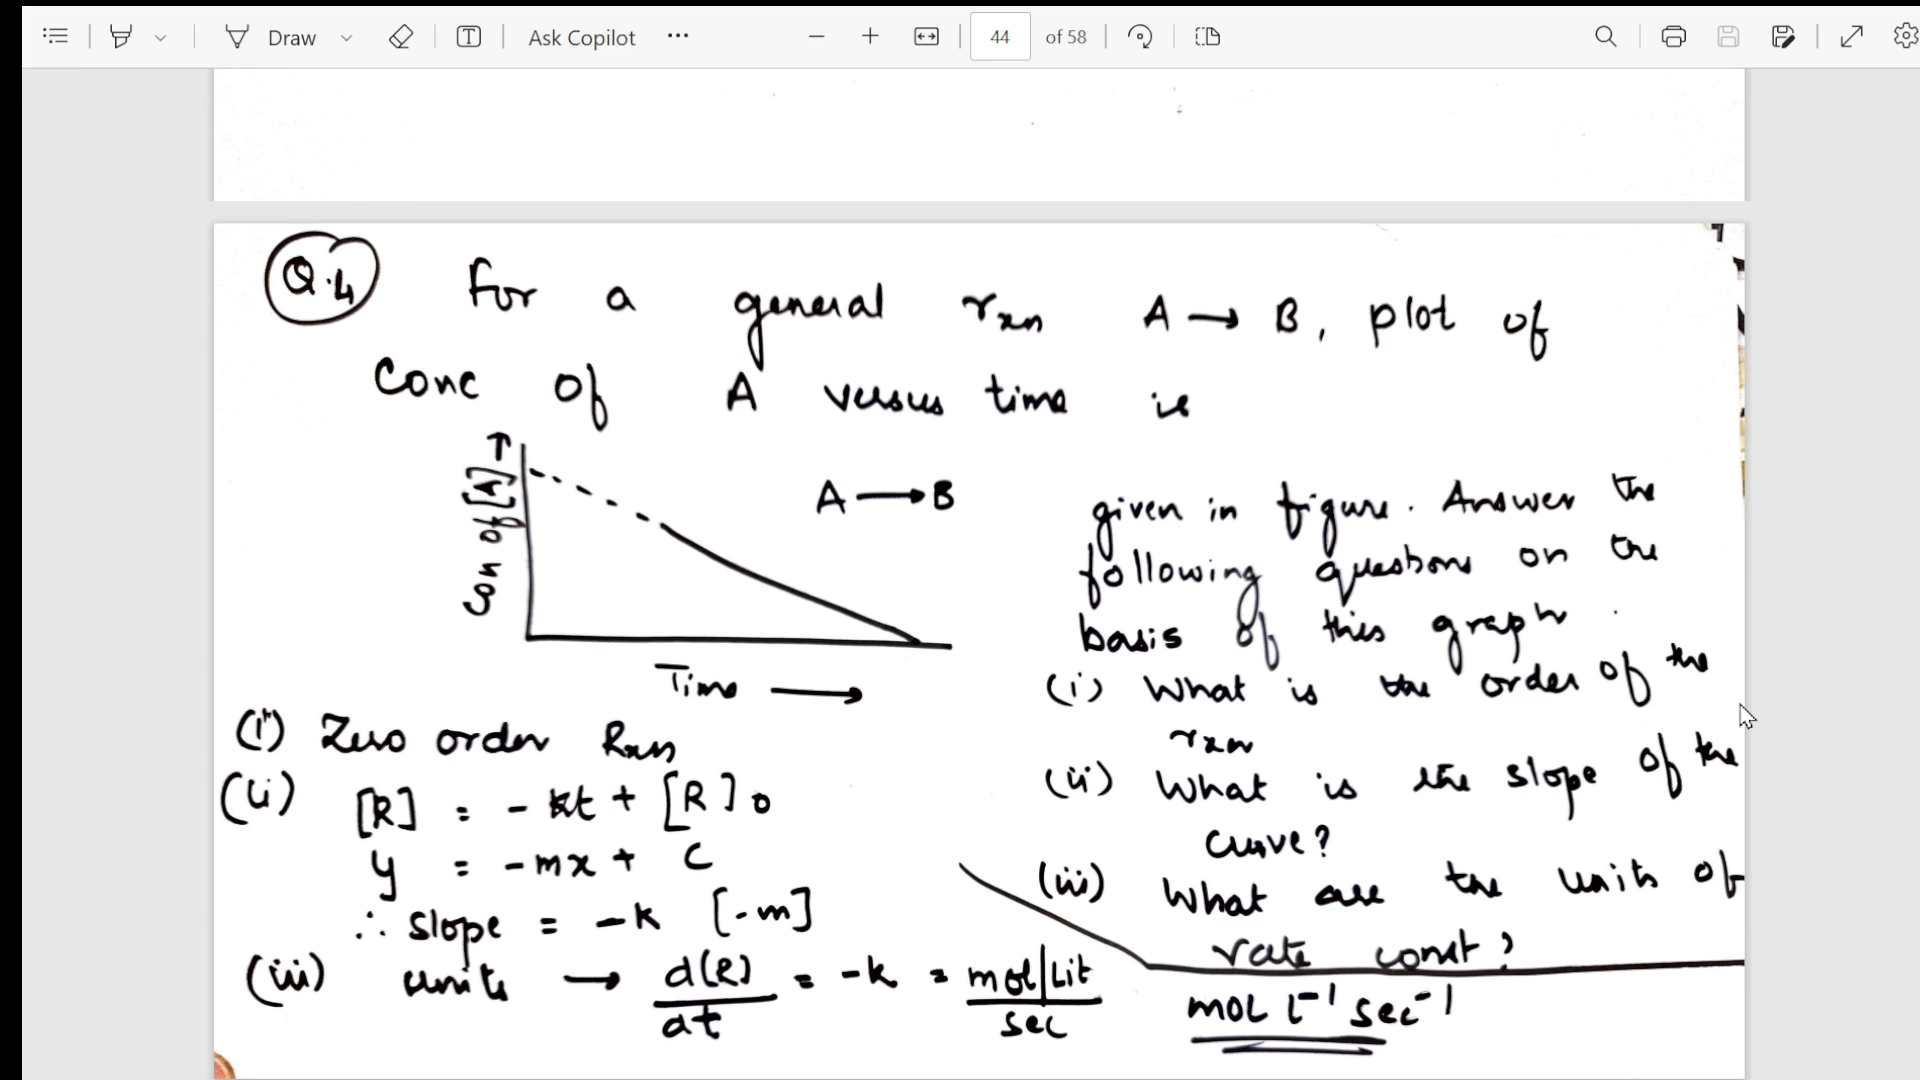 Draw
Ask Copilot
44 of 58
Q.4 For a general rxn A → B, plot of
Conc of A versus time is
Con of [A] →
A → B
Time →
given in figure. Answer the
following questions on the
basis of this graph.
(i) What is the order of the
rxn
(ii) What is the slope of the
curve?
(iii) What are the units of
rate const?
(i) Zero order Rxn
(ii) [R] = - kt + [R]0
y = - mx + C
∴ slope = -k [-m]
(iii) units → d(R)/dt = -k = mol/Lit/sec mol L⁻¹ sec⁻¹